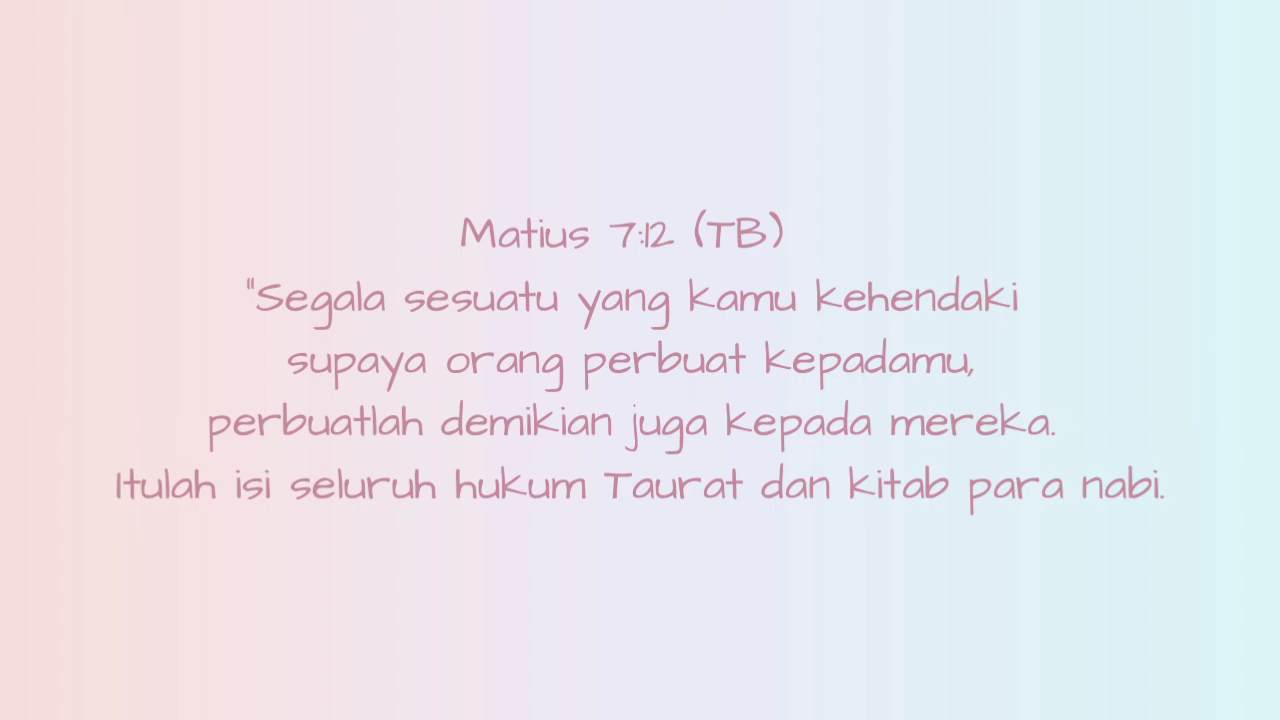 Matius 7:12 (TB)
"Segala sesuatu yang kamu kehendaki
supaya orang perbuat kepadamu,
perbuatlah demikian juga kepada mereka.
Itulah isi seluruh hukum Taurat dan kitab para nabi.